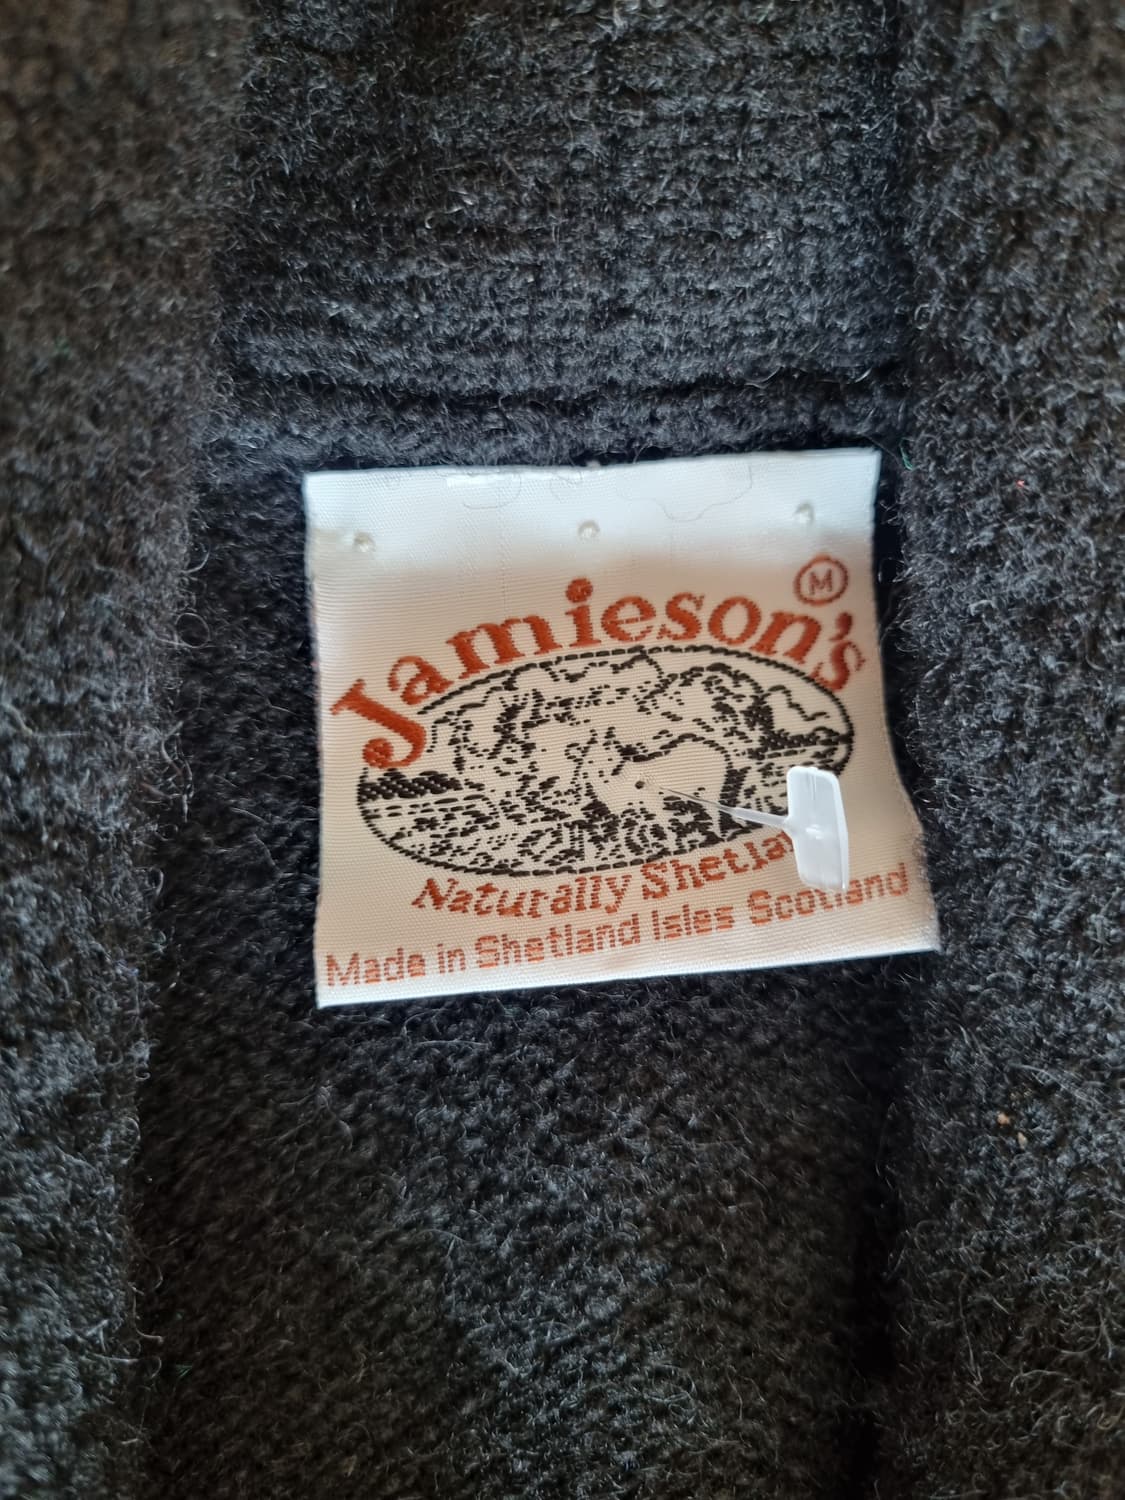 Jamieson's
M
Naturally Shetla
Made in Shetland Isles Scotland